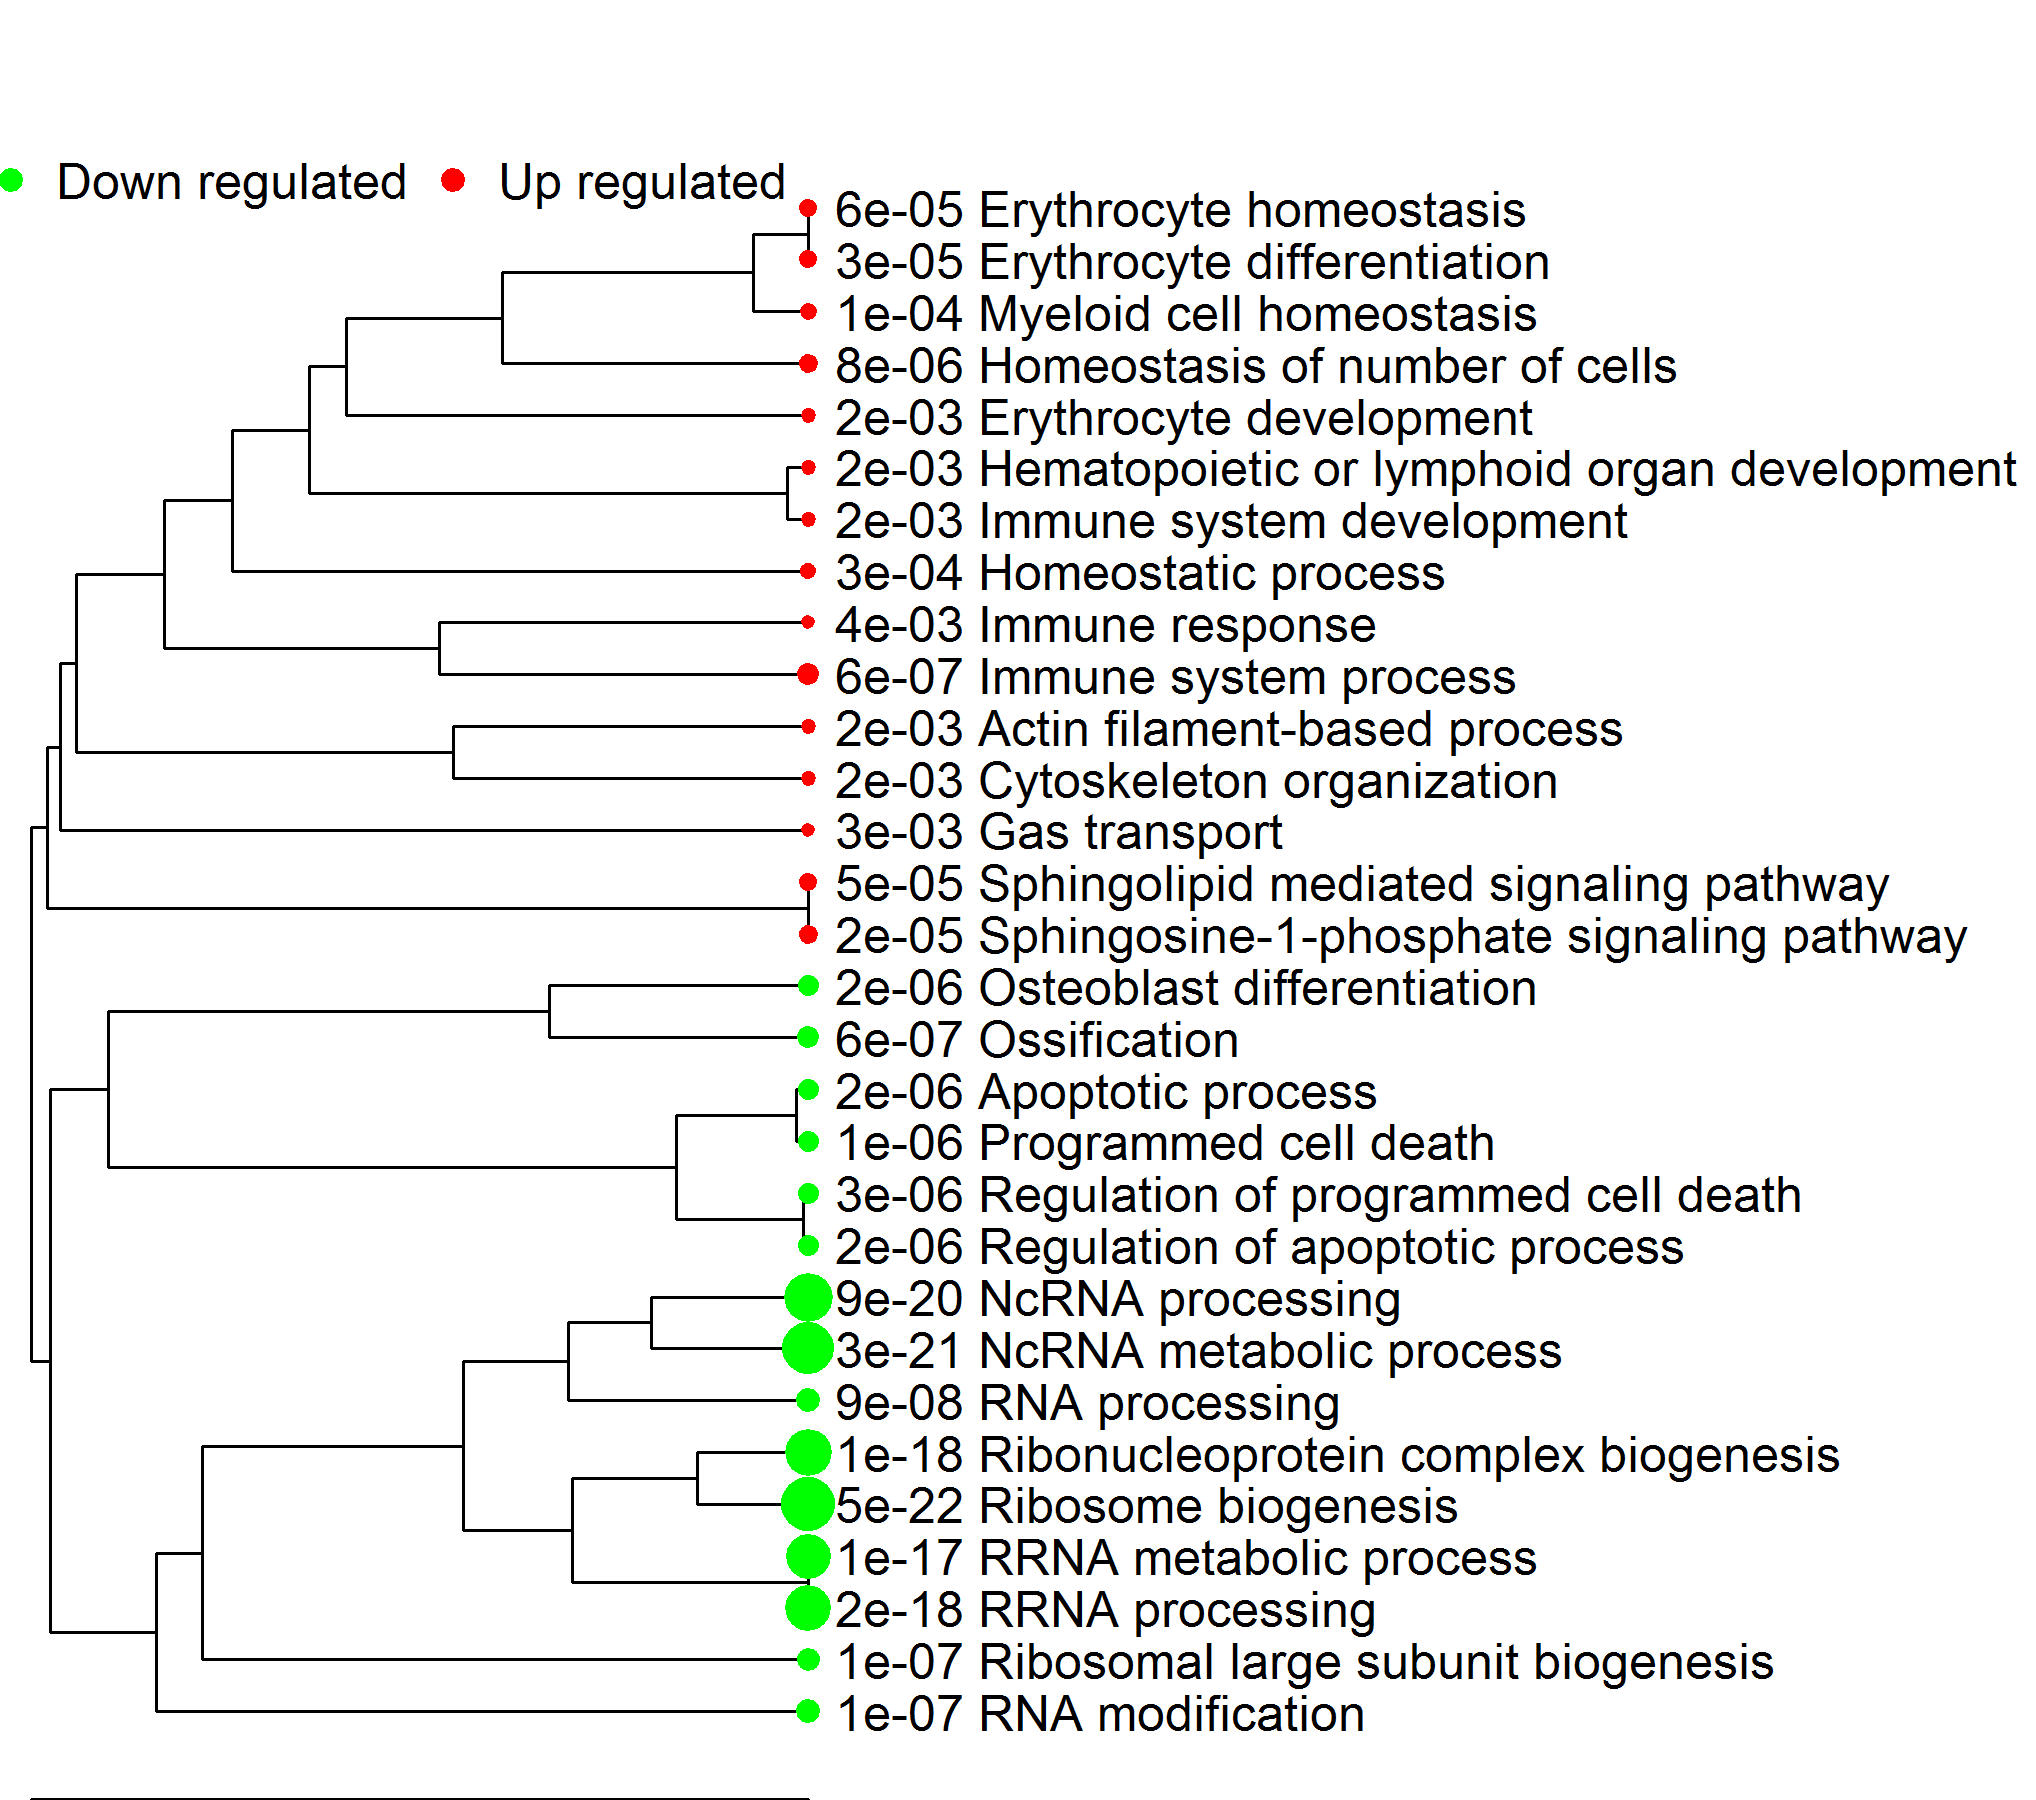 Down regulated Up regulated
6e-05 Erythrocyte homeostasis
3e-05 Erythrocyte differentiation
1e-04 Myeloid cell homeostasis
8e-06 Homeostasis of number of cells
2e-03 Erythrocyte development
2e-03 Hematopoietic or lymphoid organ development
2e-03 Immune system development
3e-04 Homeostatic process
4e-03 Immune response
6e-07 Immune system process
2e-03 Actin filament-based process
2e-03 Cytoskeleton organization
3e-03 Gas transport
5e-05 Sphingolipid mediated signaling pathway
2e-05 Sphingosine-1-phosphate signaling pathway
2e-06 Osteoblast differentiation
6e-07 Ossification
2e-06 Apoptotic process
1e-06 Programmed cell death
3e-06 Regulation of programmed cell death
2e-06 Regulation of apoptotic process
9e-20 NcRNA processing
3e-21 NcRNA metabolic process
9e-08 RNA processing
1e-18 Ribonucleoprotein complex biogenesis
5e-22 Ribosome biogenesis
1e-17 RRNA metabolic process
2e-18 RRNA processing
1e-07 Ribosomal large subunit biogenesis
1e-07 RNA modification